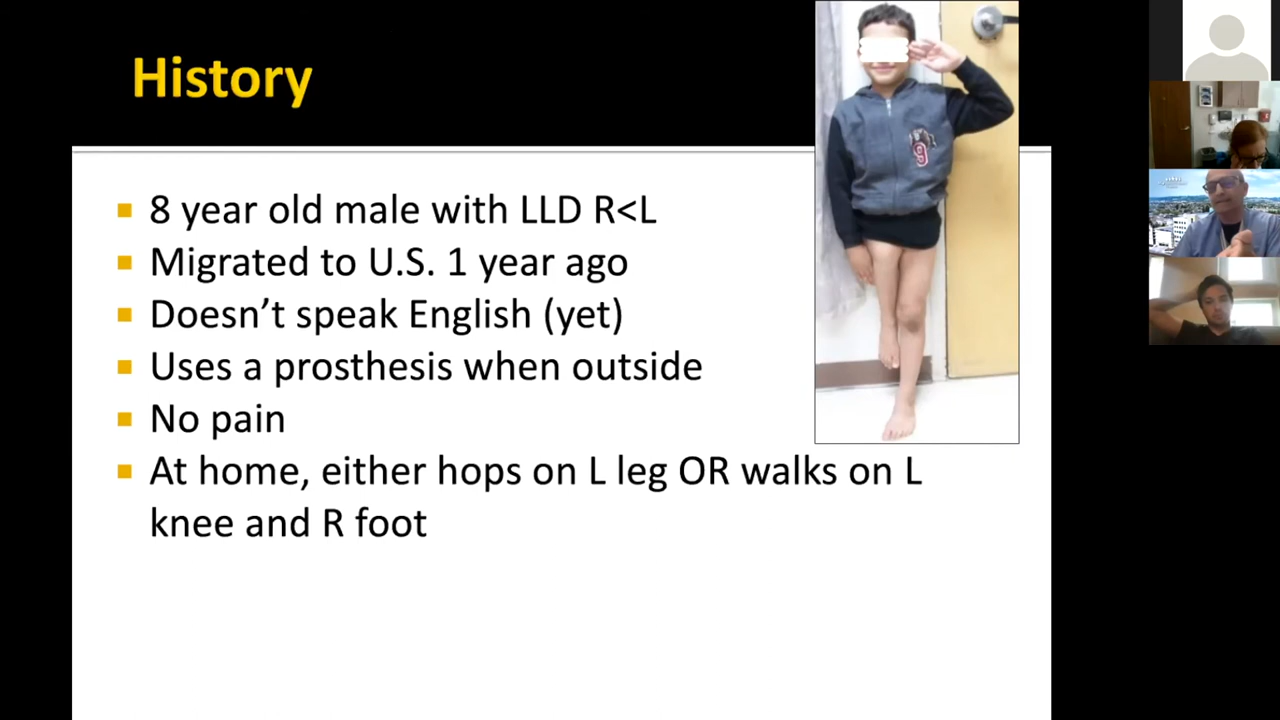 History
8 year old male with LLD R<L
Migrated to U.S. 1 year ago
Doesn't speak English (yet)
Uses a prosthesis when outside
No pain
At home, either hops on L leg OR walks on L
knee and R foot
9